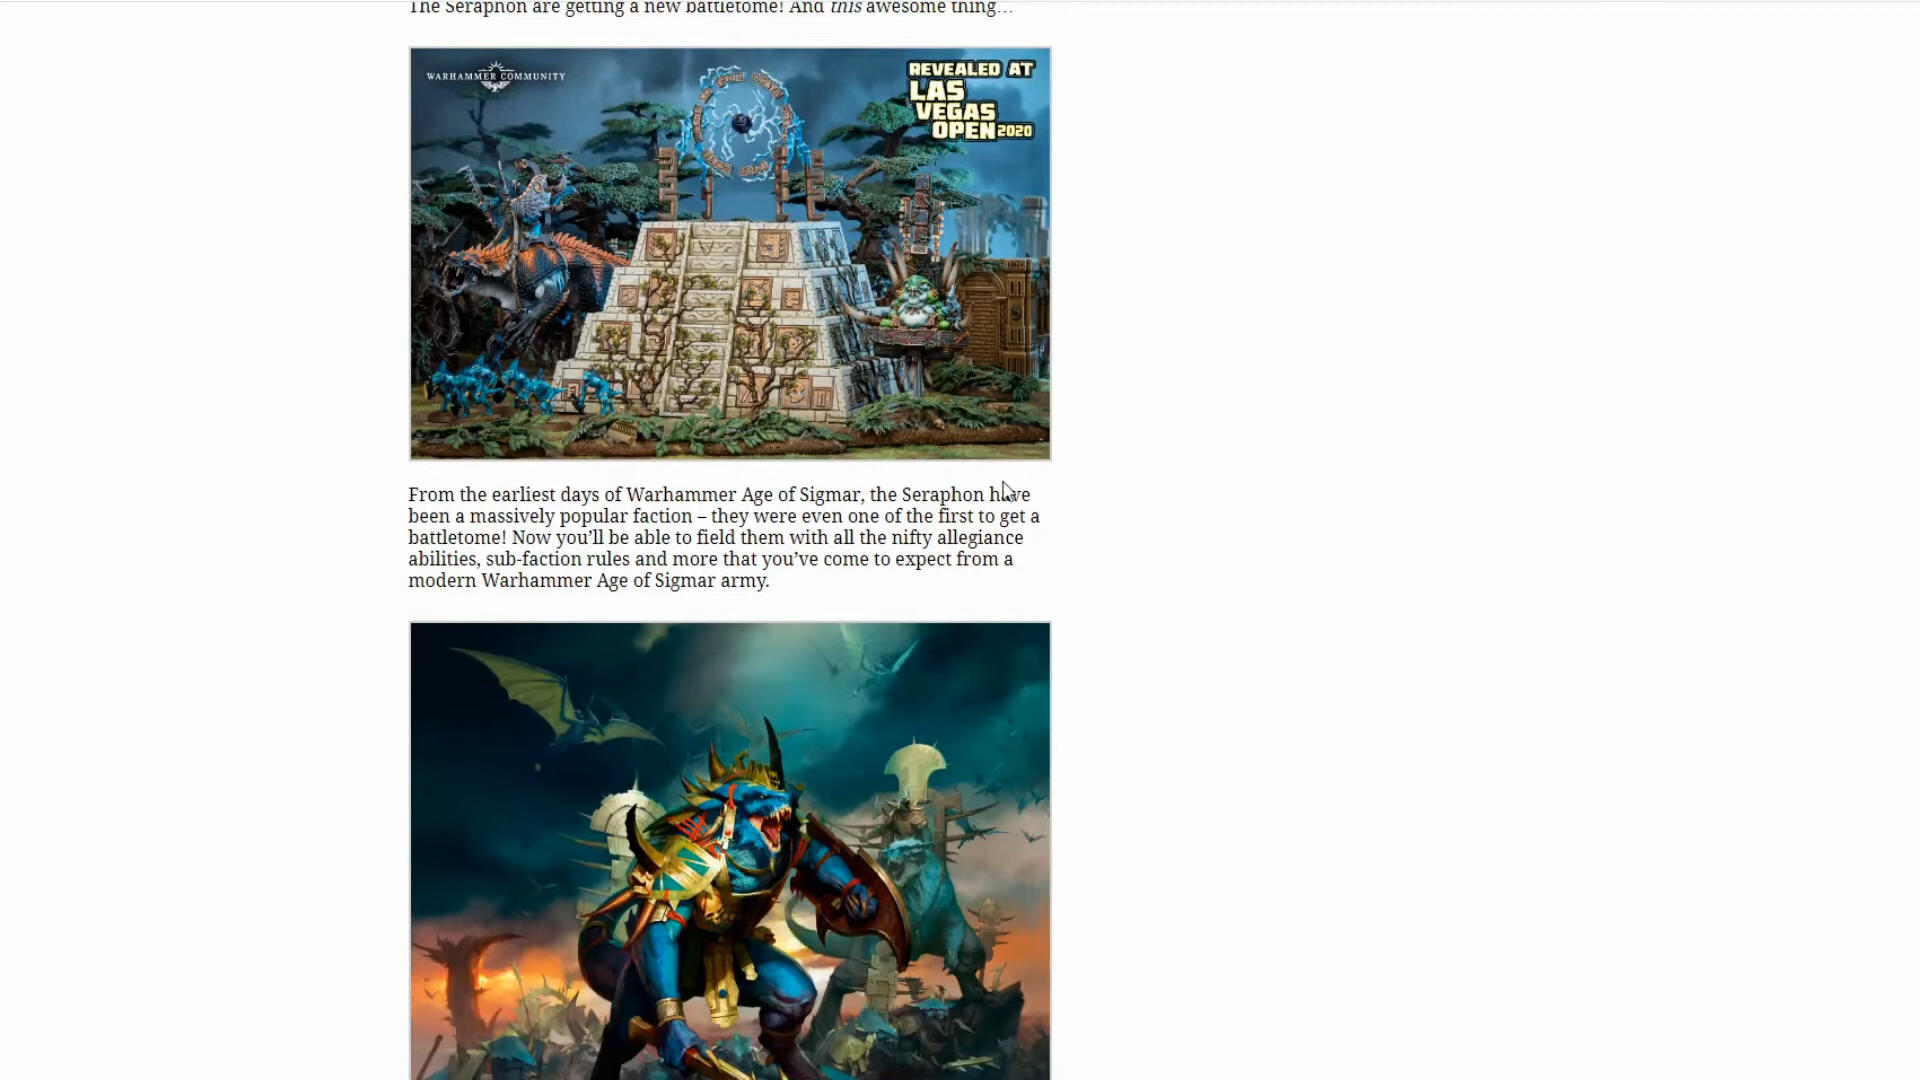 The Seraphon are getting a new battletome! And this awesome thing…
WARHAMMER COMMUNITY
REVEALED AT
LAS
VEGAS
OPEN 2020
From the earliest days of Warhammer Age of Sigmar, the Seraphon have
been a massively popular faction – they were even one of the first to get a
battletome! Now you’ll be able to field them with all the nifty allegiance
abilities, sub-faction rules and more that you’ve come to expect from a
modern Warhammer Age of Sigmar army.